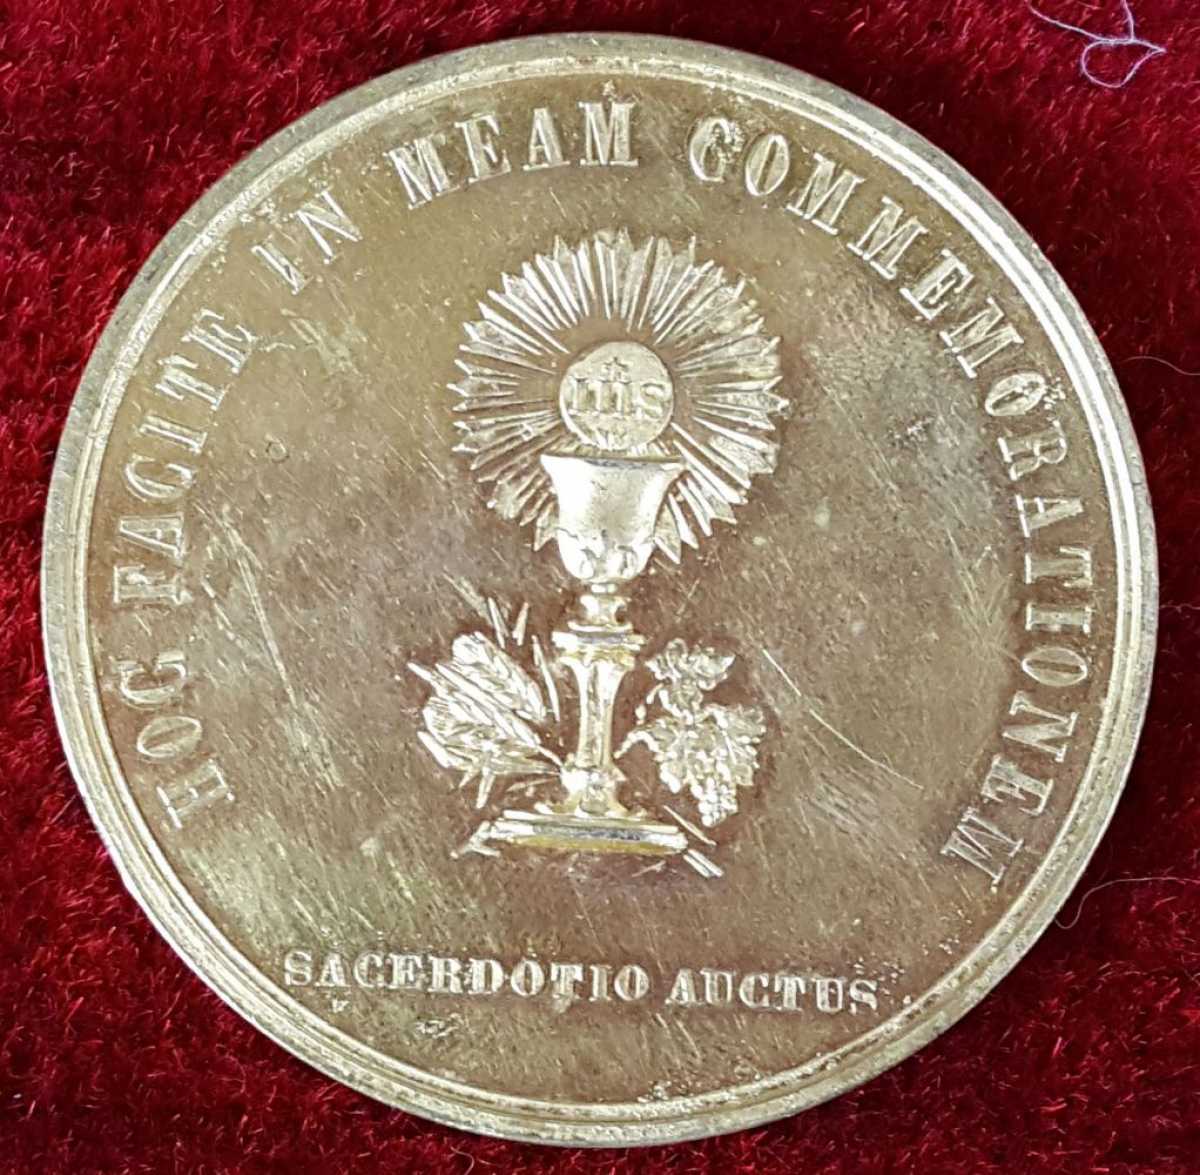 HOC FACITE IN MEAM COMMEMORATIONEM
IHS
SACERDOTIO AUCTUS